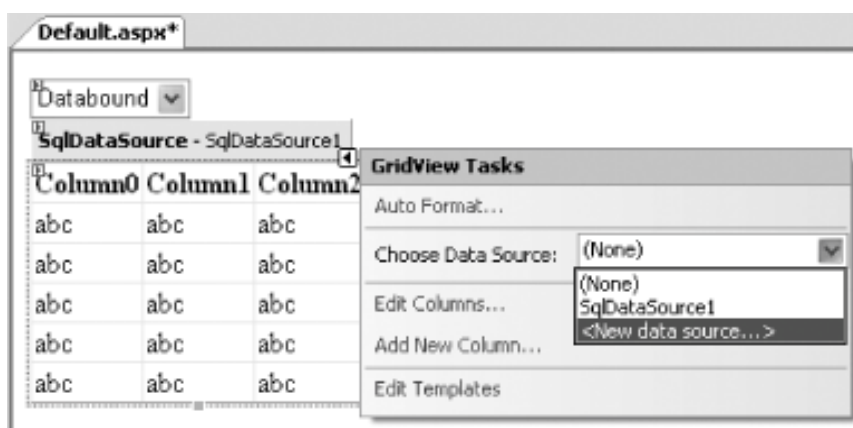 Default.aspx*
Databound
SqlDataSource - SqlDataSource1
Column0 Column1 Column2
abc abc abc
abc abc abc
abc abc abc
abc abc abc
abc abc abc
GridView Tasks
Auto Format...
Choose Data Source: (None)
(None)
SqlDataSource1
<New data source...>
Edit Columns...
Add New Column...
Edit Templates